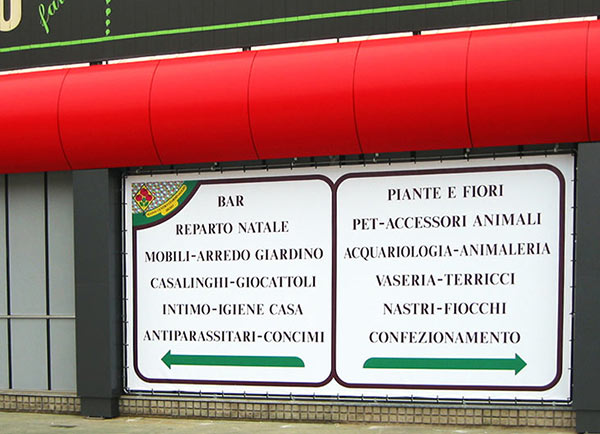 BAR
REPARTO NATALE
MOBILI-ARREDO GIARDINO
CASALINGHI-GIOCATTOLI
INTIMO-IGIENE CASA
ANTIPARASSITARI-CONCIMI
PIANTE E FIORI
PET-ACCESSORI ANIMALI
ACQUARIOLOGIA-ANIMALERIA
VASERIA-TERRICCI
NASTRI-FIOCCHI
CONFEZIONAMENTO